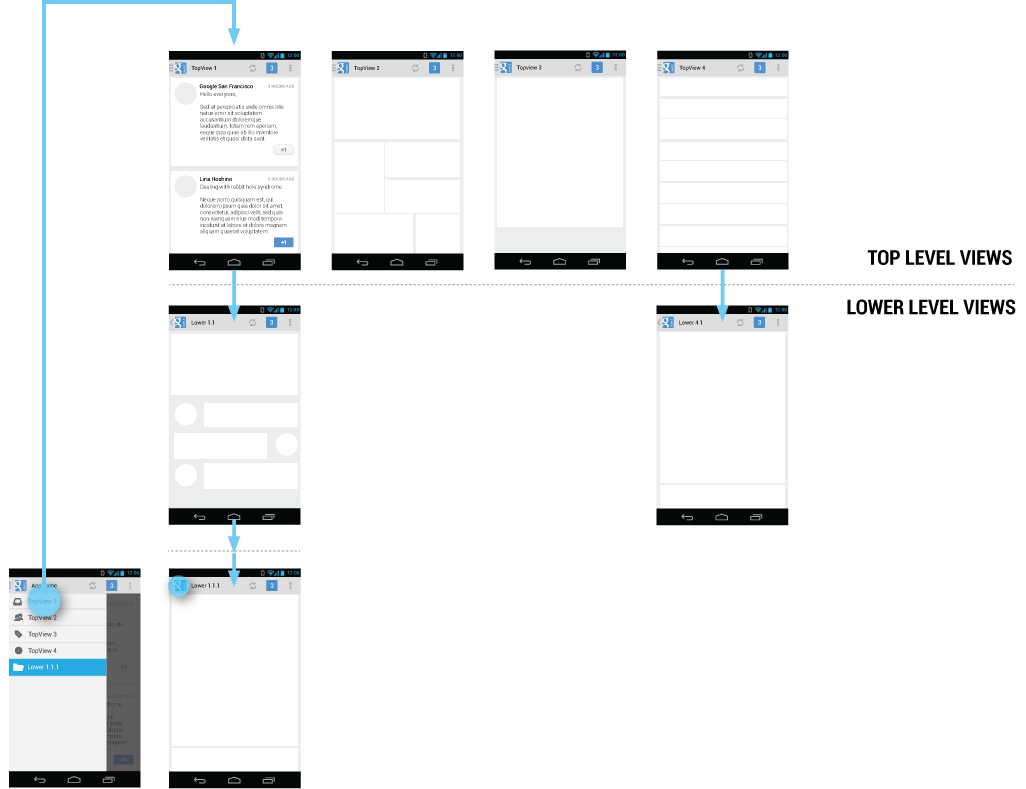 12:00
TopView 1
3
Google San Francisco
3 HOURS AGO
Hello everyone,
Sed ut perspiciatis unde omnis iste
natus error sit voluptatem
accusantium doloremque
laudantium, totam rem aperiam,
eaque ipsa quae ab illo inventore
veritatis et quasi dicta sunt.
+1
Lina Hoshino
Dealing with rabbit hole syndrome
Neque porro quisquam est, qui
dolorem ipsum quia dolor sit amet,
consectetur, adipisci velit, sed quia
non numquam eius modi tempora
incidunt ut labore et dolore magnam
aliquam quaerat voluptatem.
+1
12:00
TopView 2
3
12:00
Topview 3
3
12:00
TopView 4
3
TOP LEVEL VIEWS
LOWER LEVEL VIEWS
12:00
Lower 1.1
3
12:00
Lower 4.1
3
12:00
3
TopView 1
TopView 2
TopView 3
TopView 4
Lower 1.1.1
12:00
Lower 1.1.1
3